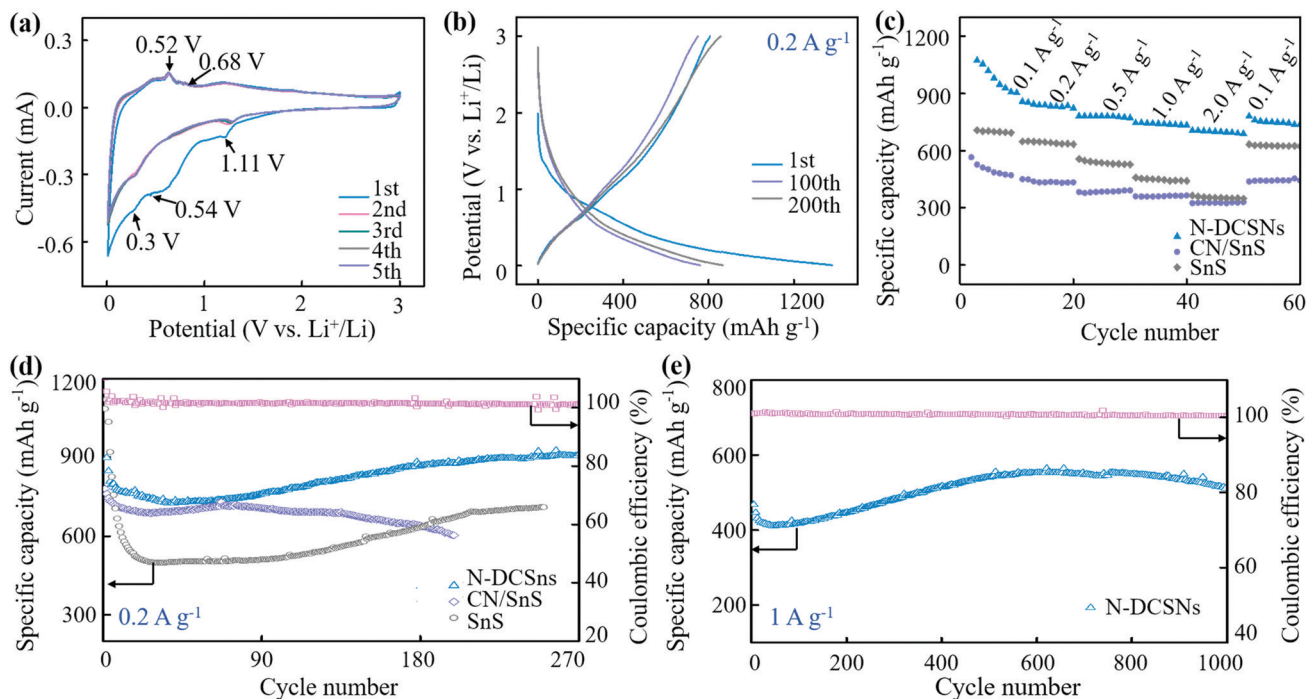 (a)
0.3
0.0
-0.3
-0.6
Current (mA)
0.52 V
0.68 V
1.11 V
0.54 V
0.3 V
1st
2nd
3rd
4th
5th
0
1
2
3
Potential (V vs. Li⁺/Li)
(b)
0.2 A g⁻¹
3
2
1
0
Potential (V vs. Li⁺/Li)
1st
100th
200th
0
400
800
1200
Specific capacity (mAh g⁻¹)
(c)
1200
900
600
300
0
Specific capacity (mAh g⁻¹)
0.1 A g⁻¹
0.2 A g⁻¹
0.5 A g⁻¹
1.0 A g⁻¹
2.0 A g⁻¹
0.1 A g⁻¹
N-DCSNs
CN/SnS
SnS
0
20
40
60
Cycle number
(d)
1200
900
600
300
Specific capacity (mAh g⁻¹)
100
80
60
40
20
Coulombic efficiency (%)
N-DCSns
CN/SnS
SnS
0.2 A g⁻¹
0
90
180
270
Cycle number
(e)
800
600
400
200
Specific capacity (mAh g⁻¹)
100
80
60
40
Coulombic efficiency (%)
1 A g⁻¹
N-DCSNs
0
200
400
600
800
1000
Cycle number